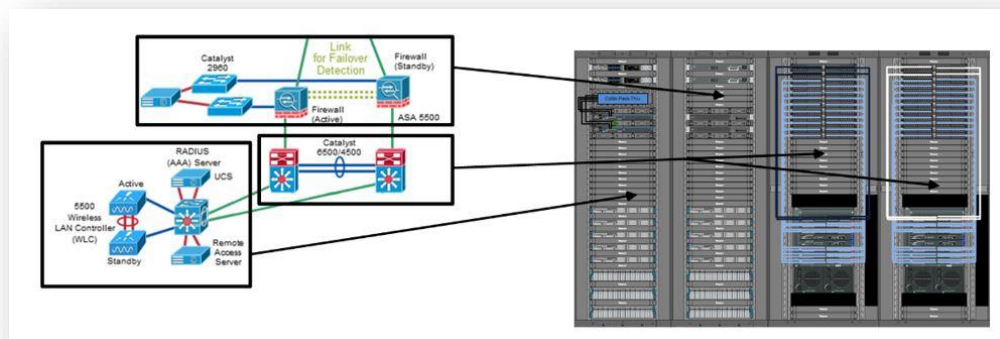 Link
for Failover
Detection
Catalyst
2960
Firewall
(Standby)
Firewall
(Active)
ASA 5500
Catalyst
6500/4500
RADIUS
(AAA) Server
UCS
Active
5500
Wireless
LAN Controller
(WLC)
Standby
Remote
Access
Server